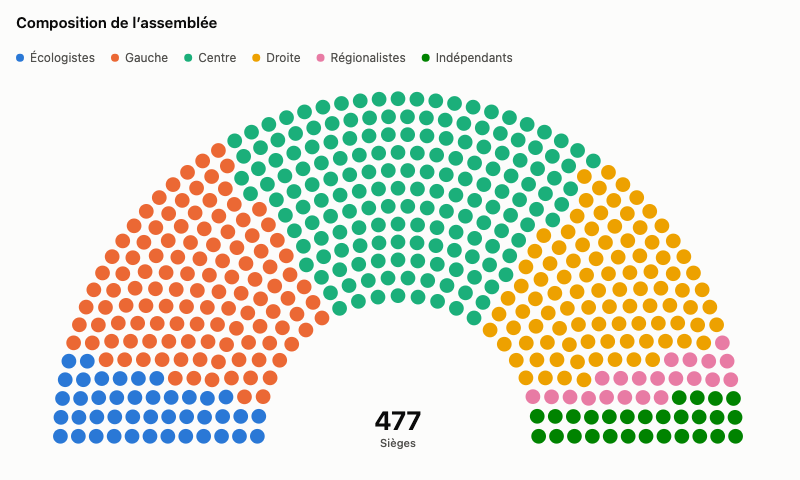 Composition de l’assemblée
Écologistes Gauche Centre Droite Régionalistes Indépendants
477
Sièges